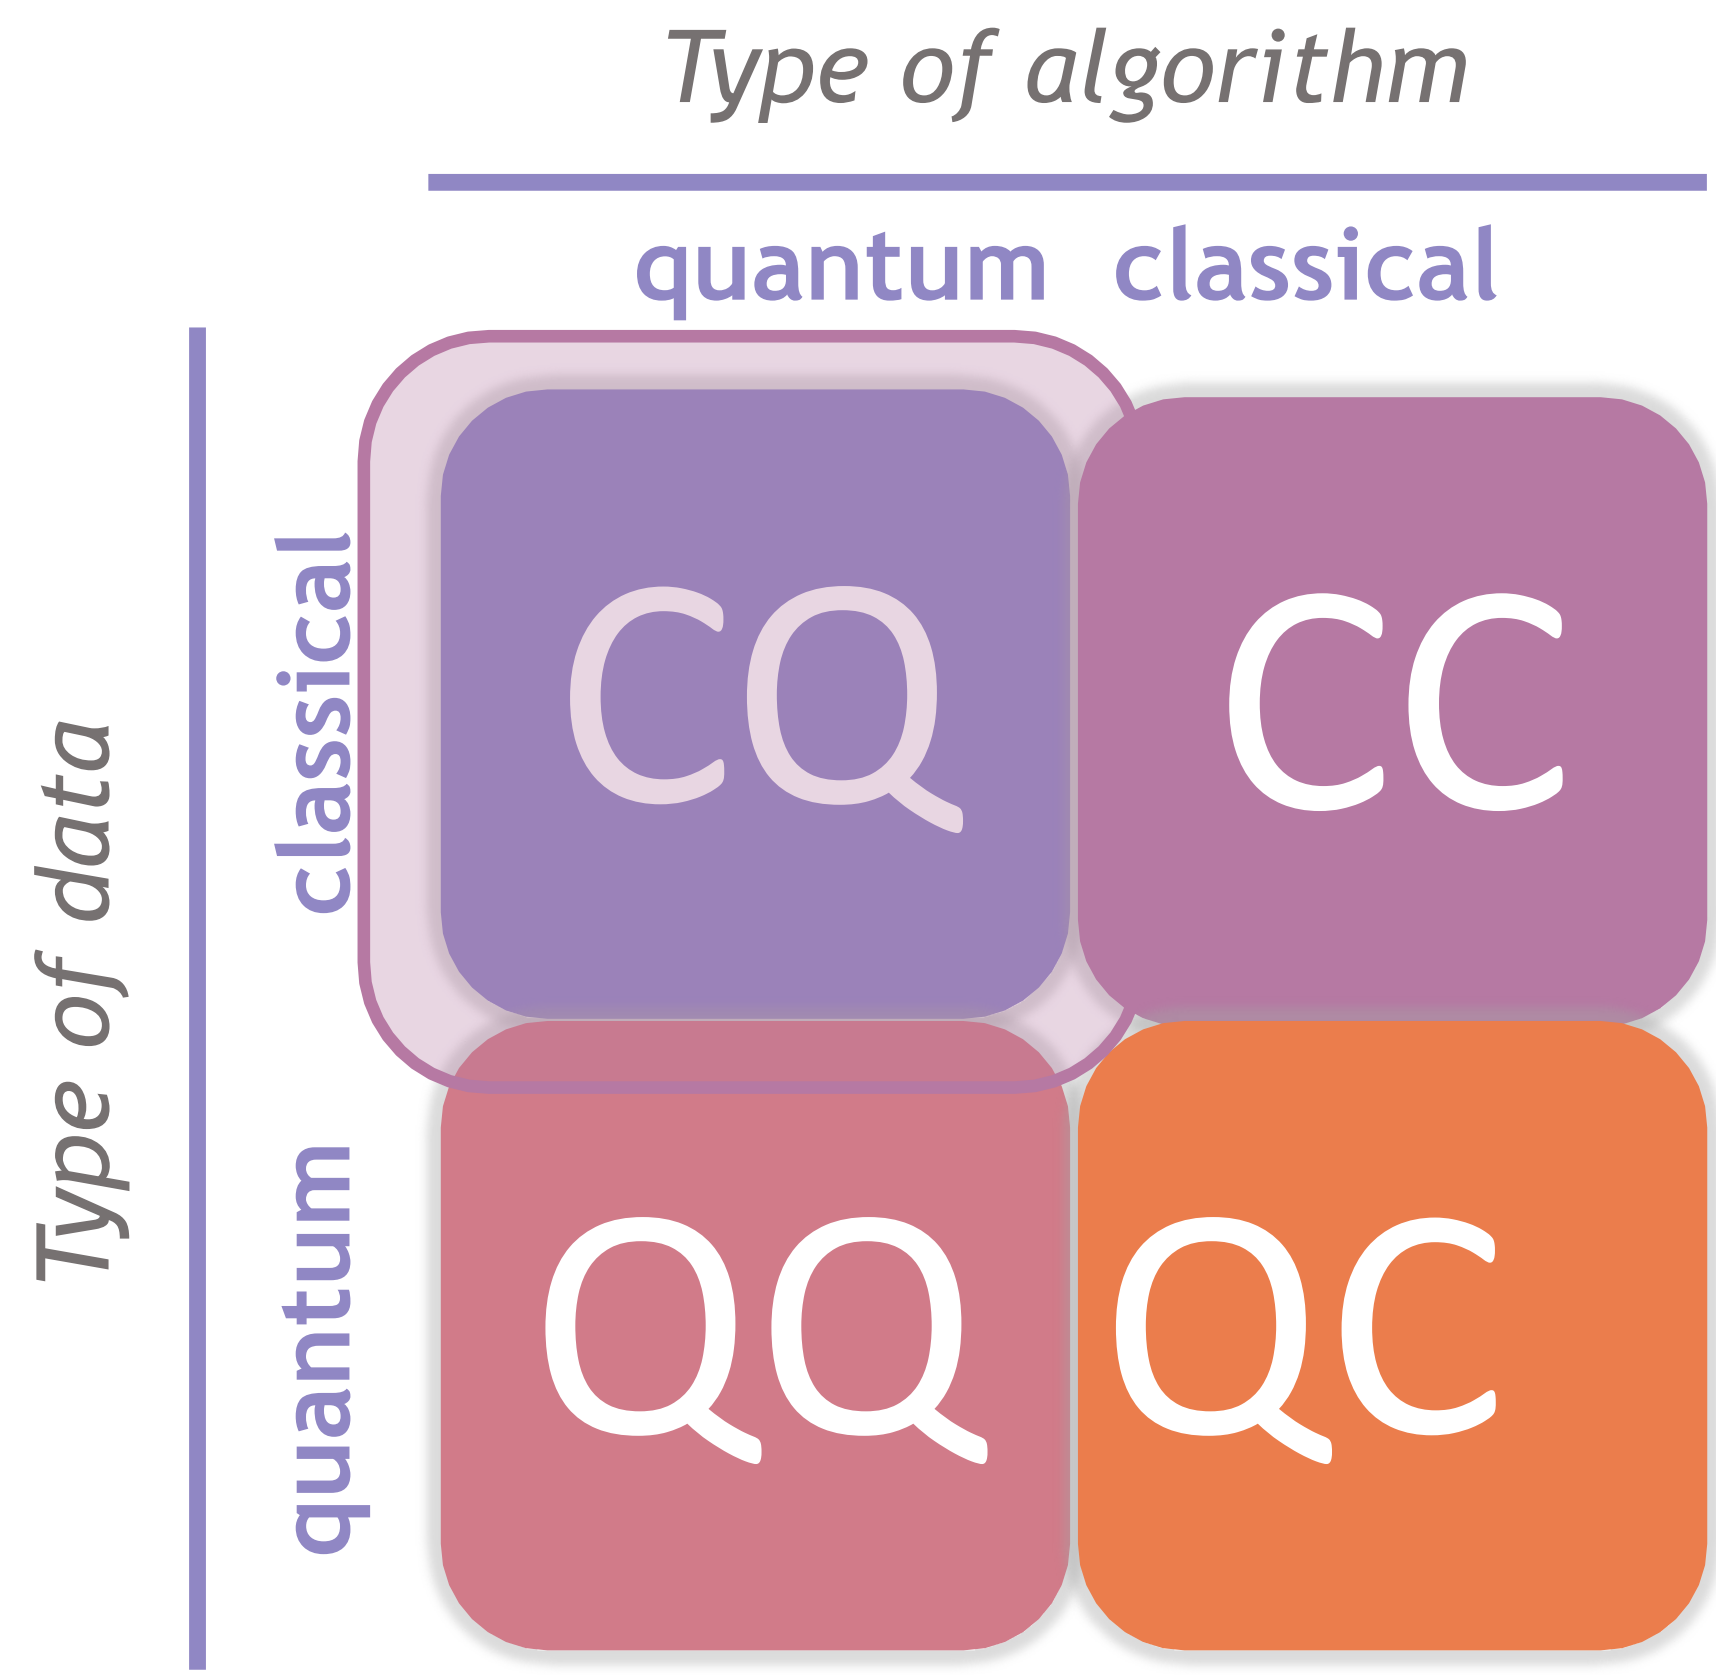 Type of algorithm
quantum classical
Type of data
classical
CQ CC
quantum
QQ QC